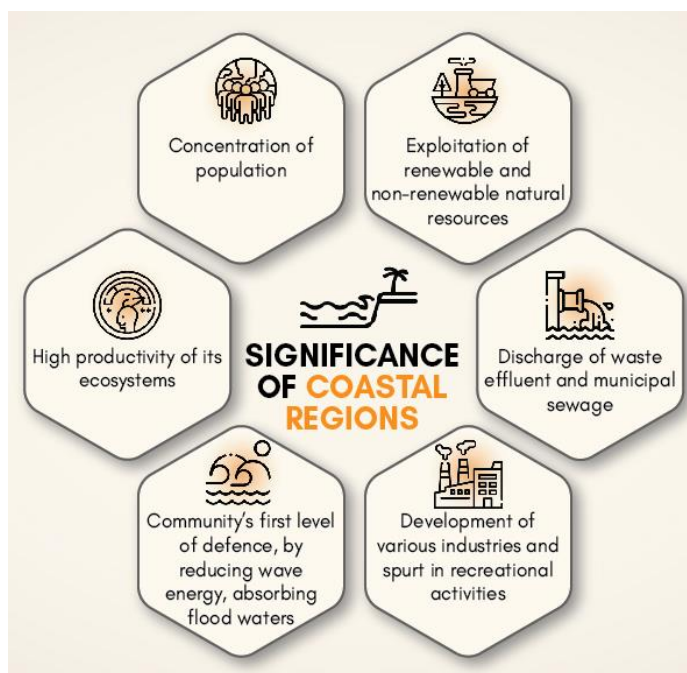 Concentration of
population
Exploitation of
renewable and
non-renewable natural
resources
High productivity of its
ecosystems
SIGNIFICANCE
OF COASTAL
REGIONS
Discharge of waste
effluent and municipal
sewage
Community's first level
of defence, by
reducing wave
energy, absorbing
flood waters
Development of
various industries and
spurt in recreational
activities